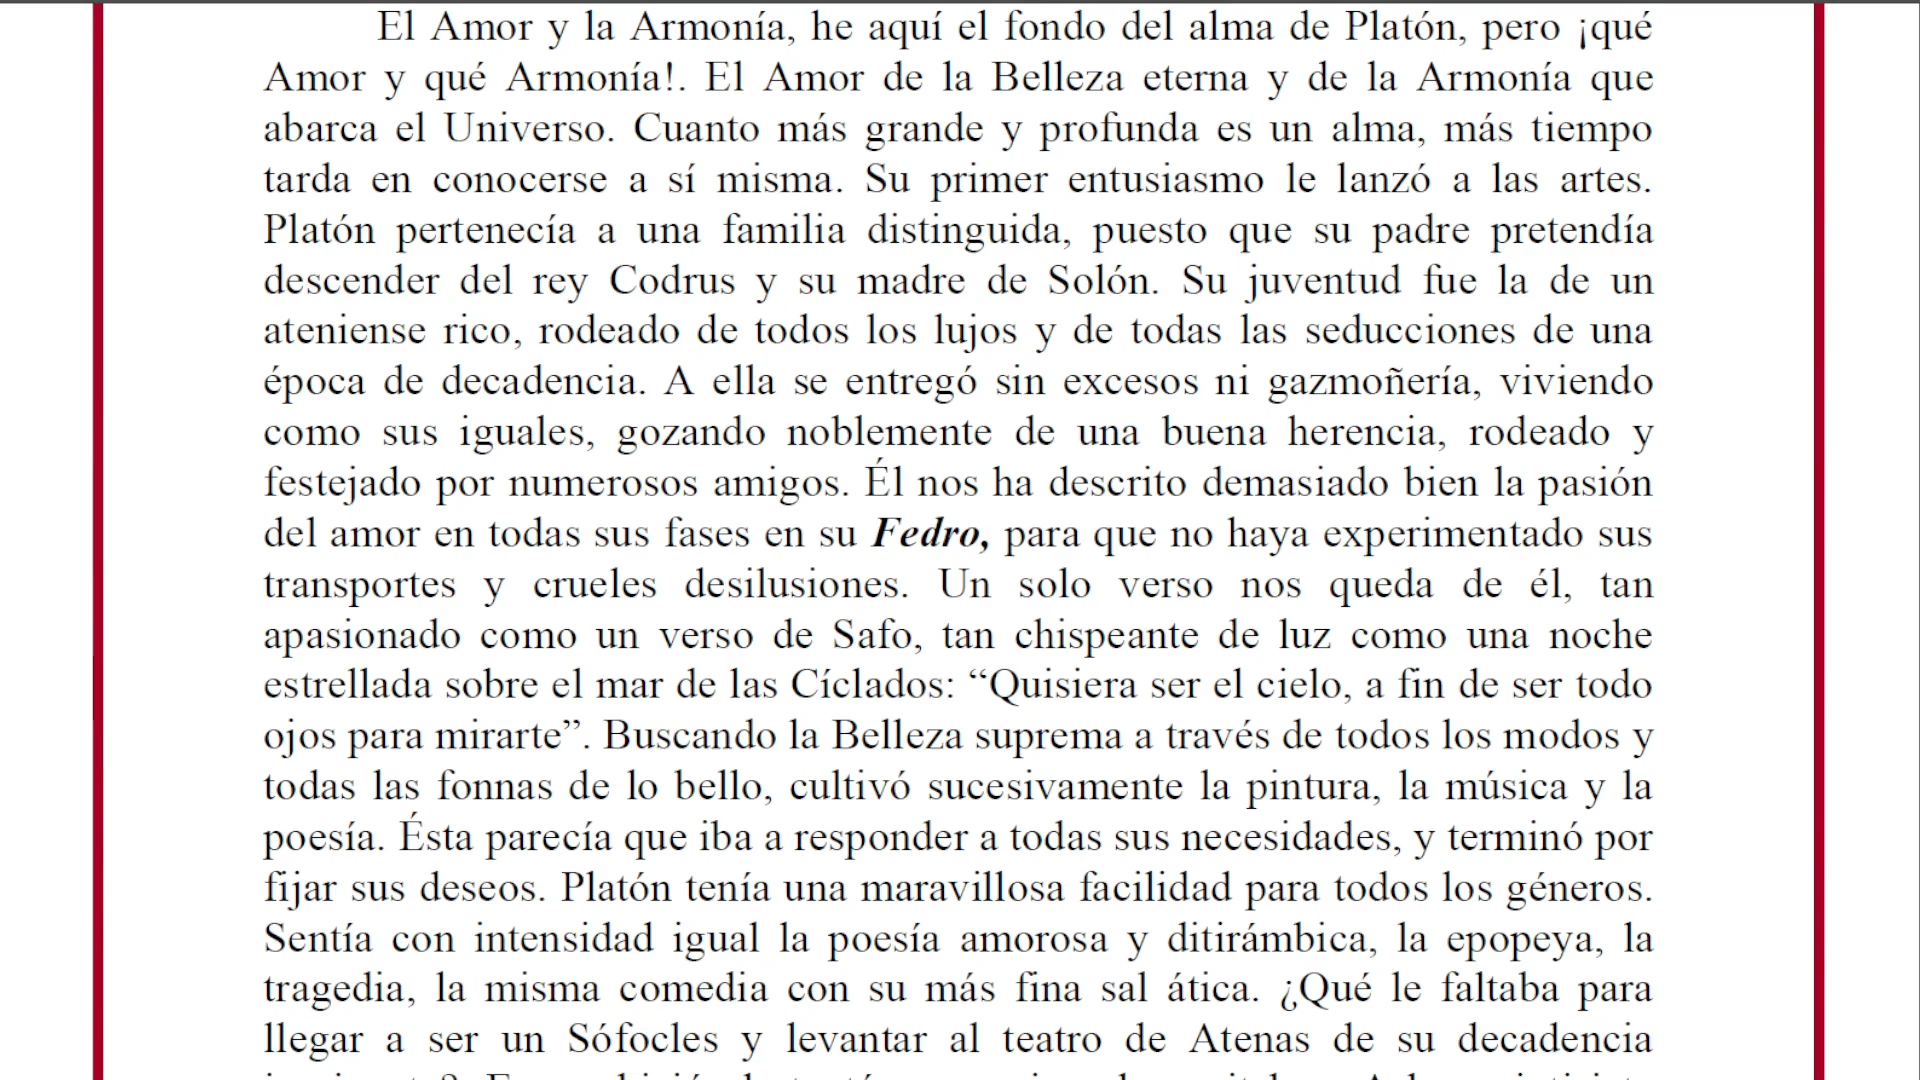 El Amor y la Armonía, he aquí el fondo del alma de Platón, pero ¡qué
Amor y qué Armonía!. El Amor de la Belleza eterna y de la Armonía que
abarca el Universo. Cuanto más grande y profunda es un alma, más tiempo
tarda en conocerse a sí misma. Su primer entusiasmo le lanzó a las artes.
Platón pertenecía a una familia distinguida, puesto que su padre pretendía
descender del rey Codrus y su madre de Solón. Su juventud fue la de un
ateniense rico, rodeado de todos los lujos y de todas las seducciones de una
época de decadencia. A ella se entregó sin excesos ni gazmoñería, viviendo
como sus iguales, gozando noblemente de una buena herencia, rodeado y
festejado por numerosos amigos. Él nos ha descrito demasiado bien la pasión
del amor en todas sus fases en su Fedro, para que no haya experimentado sus
transportes y crueles desilusiones. Un solo verso nos queda de él, tan
apasionado como un verso de Safo, tan chispeante de luz como una noche
estrellada sobre el mar de las Cíclados: “Quisiera ser el cielo, a fin de ser todo
ojos para mirarte”. Buscando la Belleza suprema a través de todos los modos y
todas las fonnas de lo bello, cultivó sucesivamente la pintura, la música y la
poesía. Ésta parecía que iba a responder a todas sus necesidades, y terminó por
fijar sus deseos. Platón tenía una maravillosa facilidad para todos los géneros.
Sentía con intensidad igual la poesía amorosa y ditirámbica, la epopeya, la
tragedia, la misma comedia con su más fina sal ática. ¿Qué le faltaba para
llegar a ser un Sófocles y levantar al teatro de Atenas de su decadencia